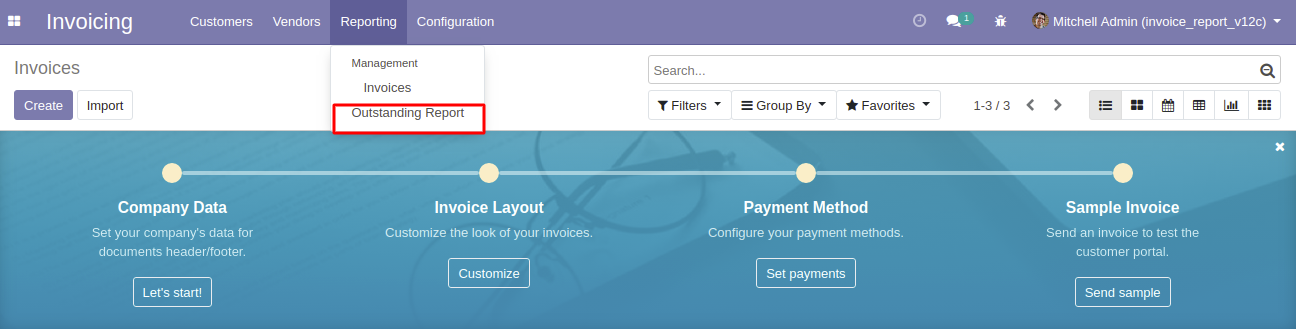 Invoicing Customers Vendors Reporting Configuration 1 Mitchell Admin (invoice_report_v12c)
Management
Invoices
Outstanding Report
Invoices
Search...
Create Import
Filters Group By Favorites 1-3 / 3
Company Data
Set your company's data for
documents header/footer.
Let's start!
Invoice Layout
Customize the look of your invoices.
Customize
Payment Method
Configure your payment methods.
Set payments
Sample Invoice
Send an invoice to test the
customer portal.
Send sample